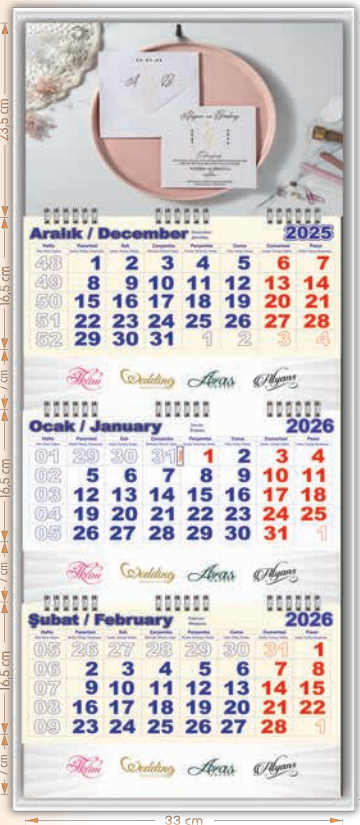 23,5 cm
Aralık / December 2025
Hafta Pazartesi Salı Çarşamba Perşembe Cuma Cumartesi Pazar
48 1 2 3 4 5 6 7
49 8 9 10 11 12 13 14
50 15 16 17 18 19 20 21
51 22 23 24 25 26 27 28
52 29 30 31 1 2 3 4
16,5 cm
Wedding Aras Alyans
7 cm
Ocak / January 2026
Hafta Pazartesi Salı Çarşamba Perşembe Cuma Cumartesi Pazar
01 29 30 31 1 2 3 4
02 5 6 7 8 9 10 11
03 12 13 14 15 16 17 18
04 19 20 21 22 23 24 25
05 26 27 28 29 30 31 1
16,5 cm
Wedding Aras Alyans
7 cm
Şubat / February 2026
Hafta Pazartesi Salı Çarşamba Perşembe Cuma Cumartesi Pazar
05 26 27 28 29 30 31 1
06 2 3 4 5 6 7 8
07 9 10 11 12 13 14 15
08 16 17 18 19 20 21 22
09 23 24 25 26 27 28 1
16,5 cm
Wedding Aras Alyans
7 cm
33 cm